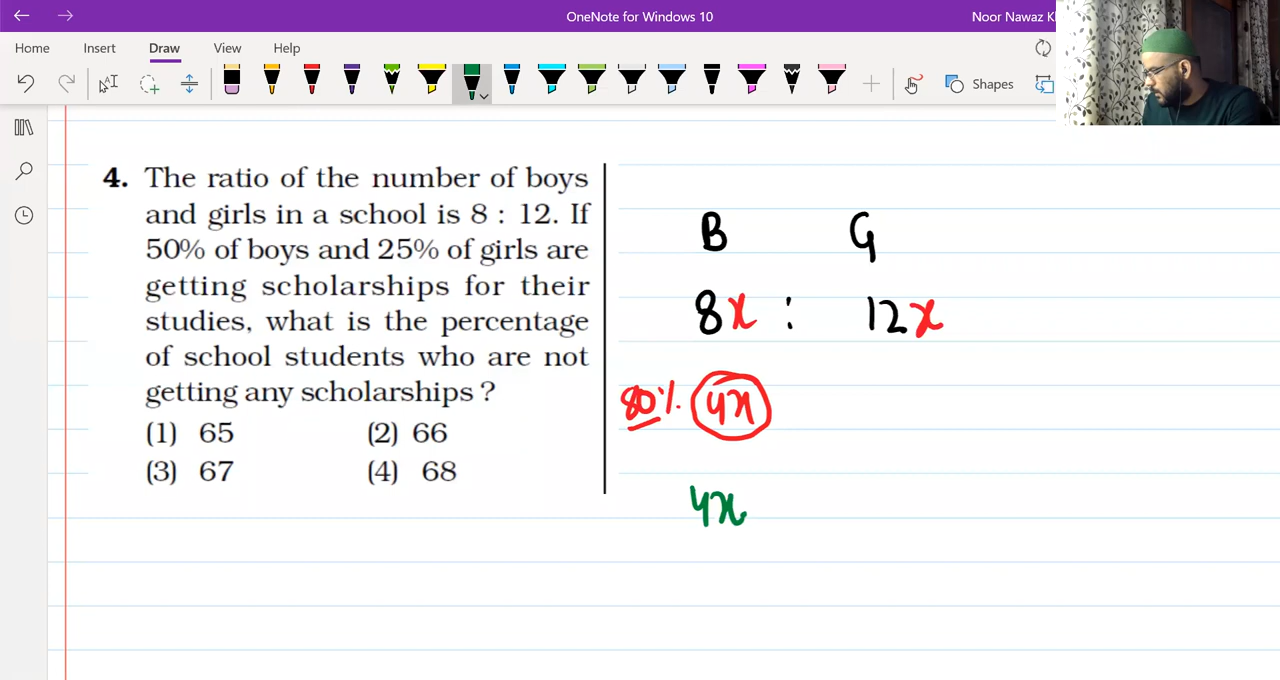 OneNote for Windows 10
Noor Nawaz Kh
Home Insert Draw View Help
Shapes
4. The ratio of the number of boys
and girls in a school is 8 : 12. If
50% of boys and 25% of girls are
getting scholarships for their
studies, what is the percentage
of school students who are not
getting any scholarships ?
(1) 65 (2) 66
(3) 67 (4) 68
B G
8x : 12x
80%. 4x
4x